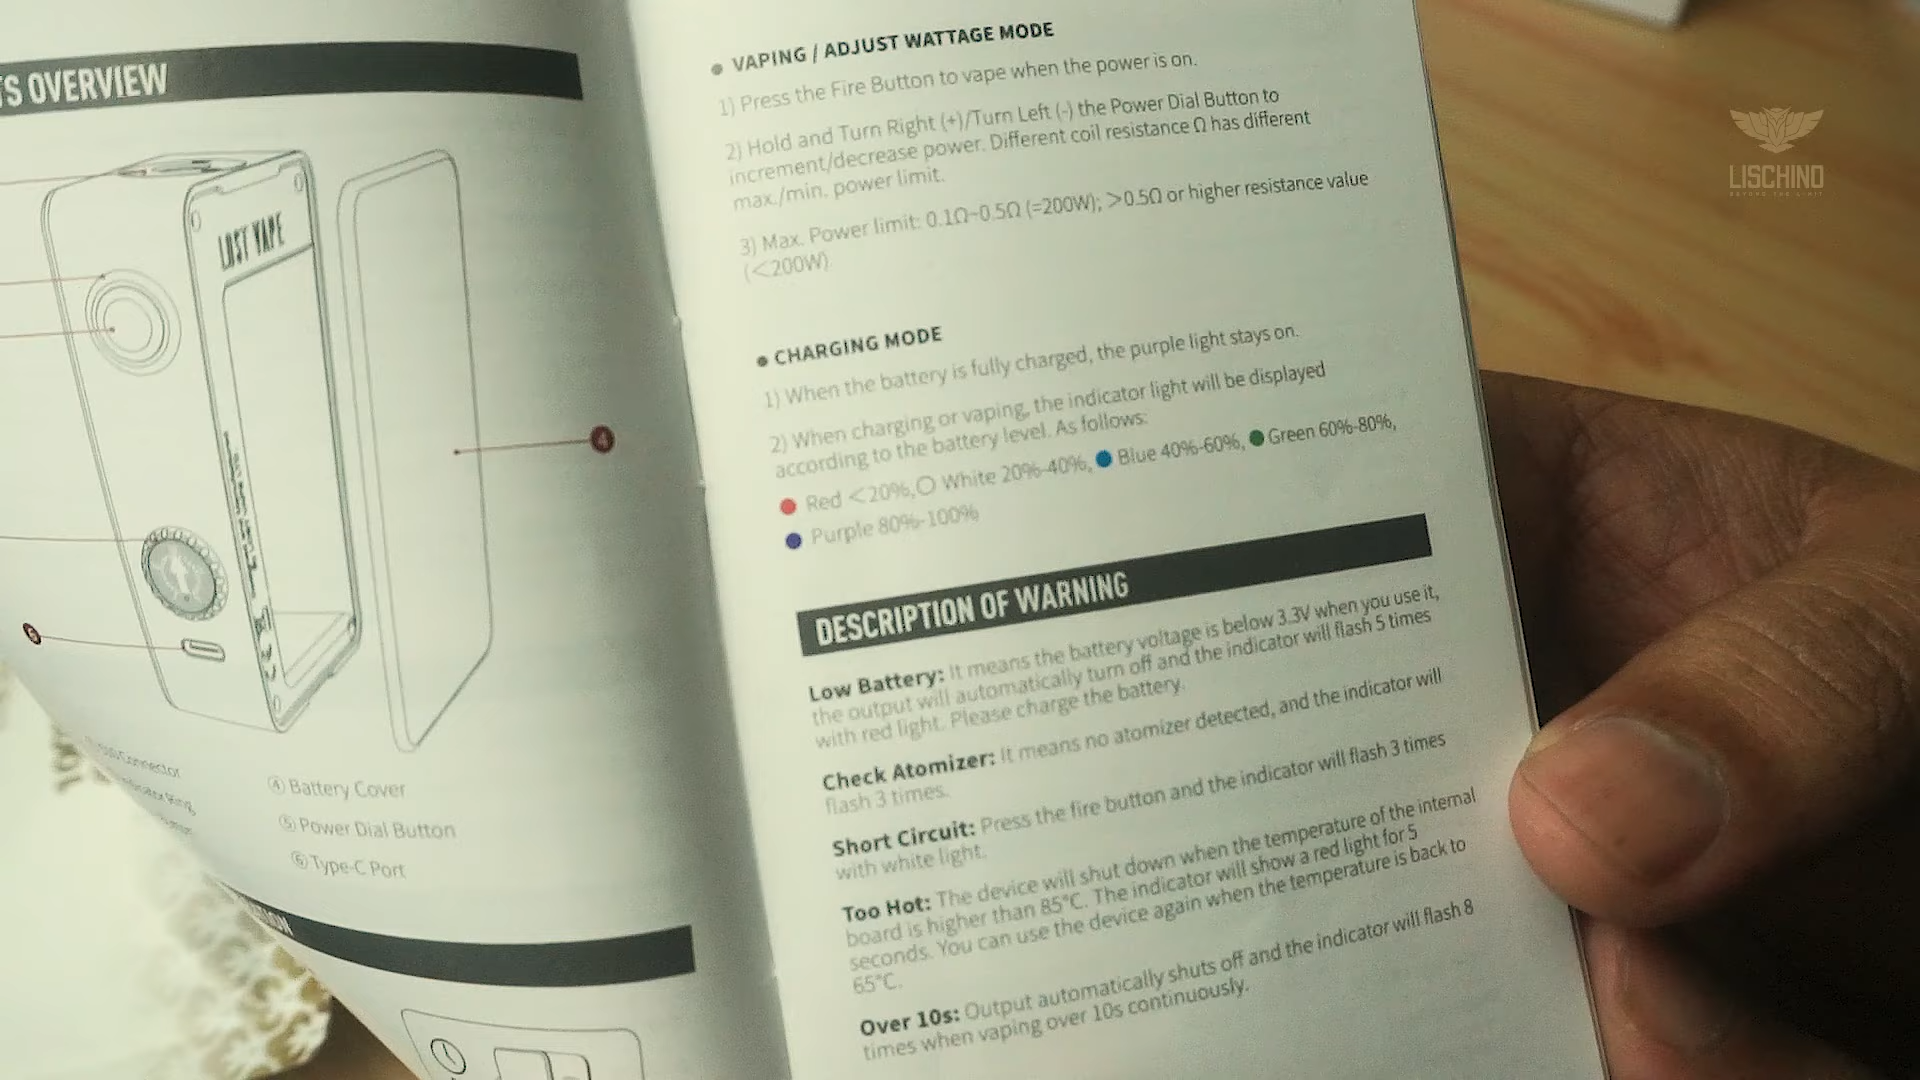 TS OVERVIEW
LOST VAPE
④ Battery Cover
⑤ Power Dial Button
⑥ Type-C Port
● VAPING / ADJUST WATTAGE MODE
1) Press the Fire Button to vape when the power is on.
2) Hold and Turn Right (+)/Turn Left (-) the Power Dial Button to
increment/decrease power. Different coil resistance Ω has different
max./min. power limit.
3) Max. Power limit: 0.1Ω~0.5Ω (=200W); >0.5Ω or higher resistance value
(<200W)
● CHARGING MODE
1) When the battery is fully charged, the purple light stays on.
2) When charging or vaping, the indicator light will be displayed
according to the battery level. As follows:
Red <20%, White 20%-40%, Blue 40%-60%, Green 60%-80%,
Purple 80%-100%
DESCRIPTION OF WARNING
Low Battery: It means the battery voltage is below 3.3V when you use it,
the output will automatically turn off and the indicator will flash 5 times
with red light. Please charge the battery.
Check Atomizer: It means no atomizer detected, and the indicator will
flash 3 times.
Short Circuit: Press the fire button and the indicator will flash 3 times
with white light.
Too Hot: The device will shut down when the temperature of the internal
board is higher than 85°C. The indicator will show a red light for 5
seconds. You can use the device again when the temperature is back to
65°C.
Over 10s: Output automatically shuts off and the indicator will flash 8
times when vaping over 10s continuously.
LISCHINO